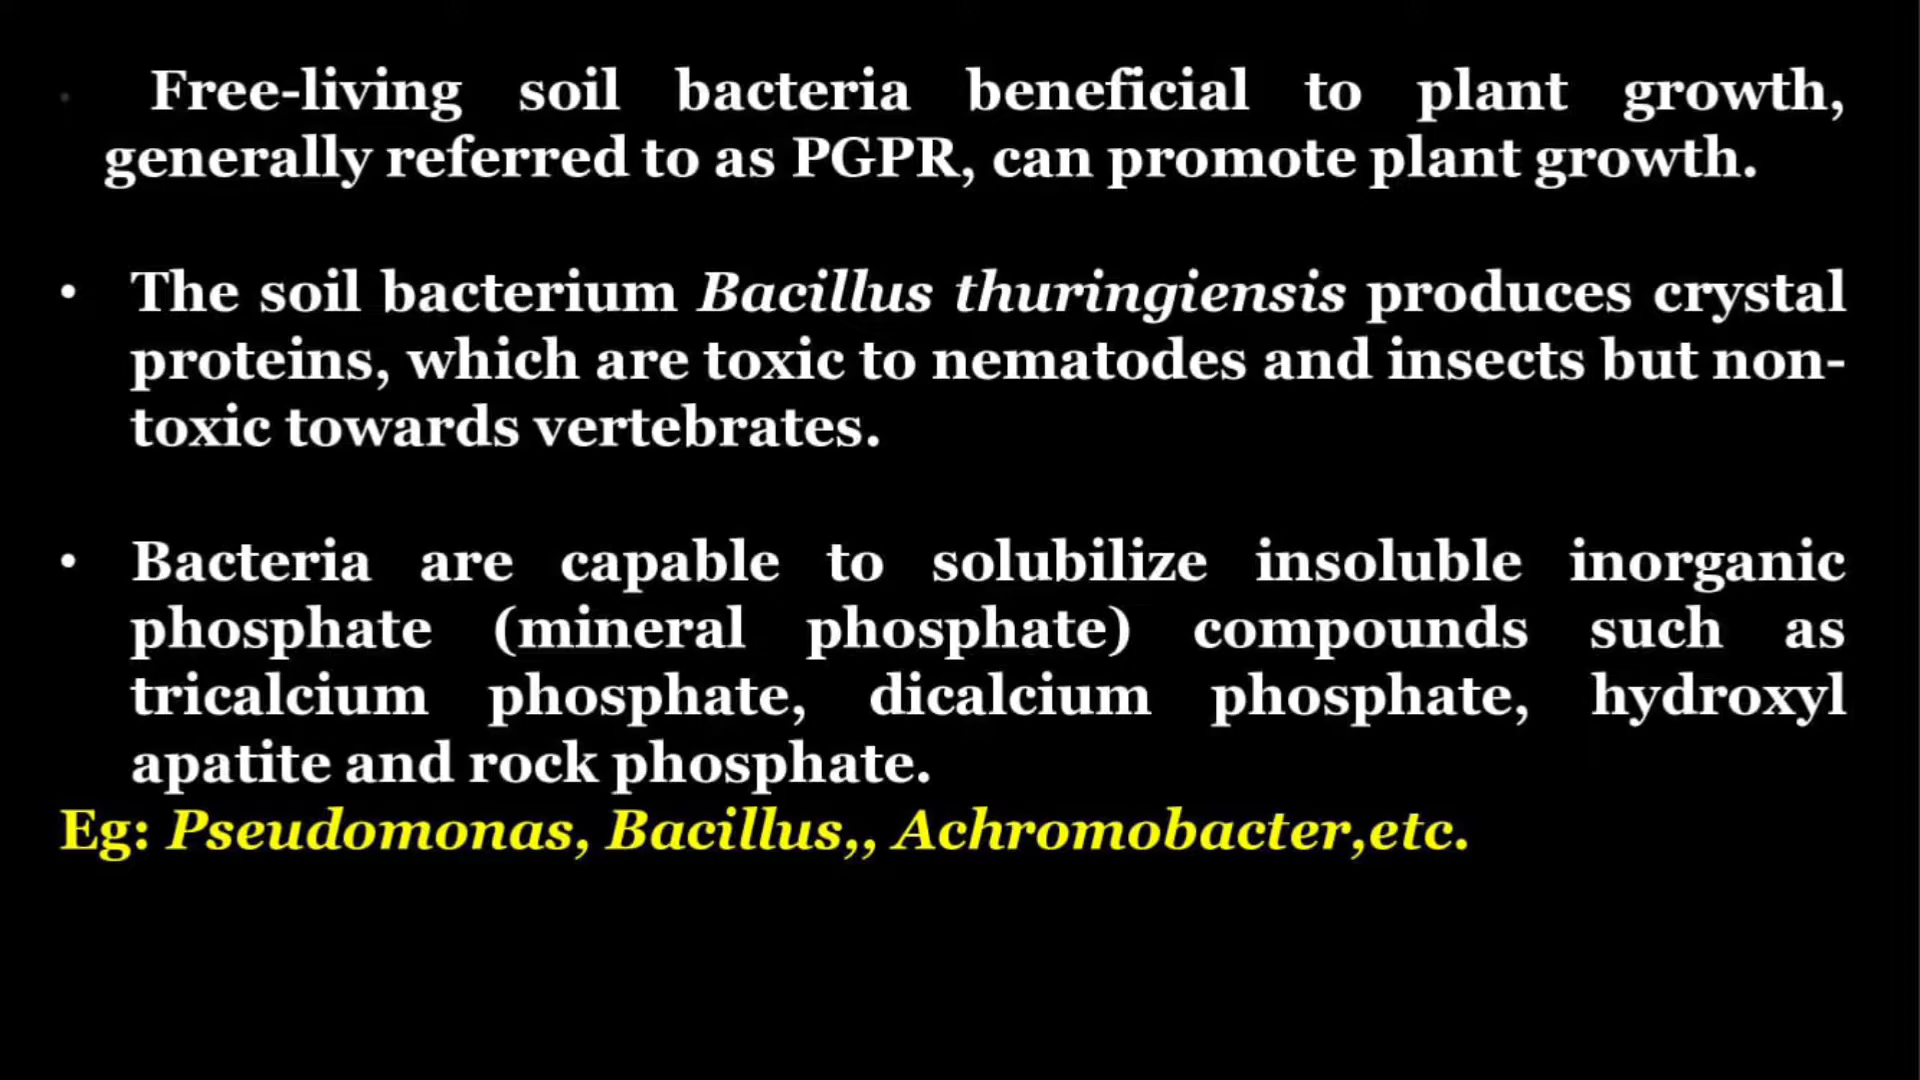 • Free-living soil bacteria beneficial to plant growth,
generally referred to as PGPR, can promote plant growth.
• The soil bacterium Bacillus thuringiensis produces crystal
proteins, which are toxic to nematodes and insects but non-
toxic towards vertebrates.
• Bacteria are capable to solubilize insoluble inorganic
phosphate (mineral phosphate) compounds such as
tricalcium phosphate, dicalcium phosphate, hydroxyl
apatite and rock phosphate.
Eg: Pseudomonas, Bacillus,, Achromobacter,etc.